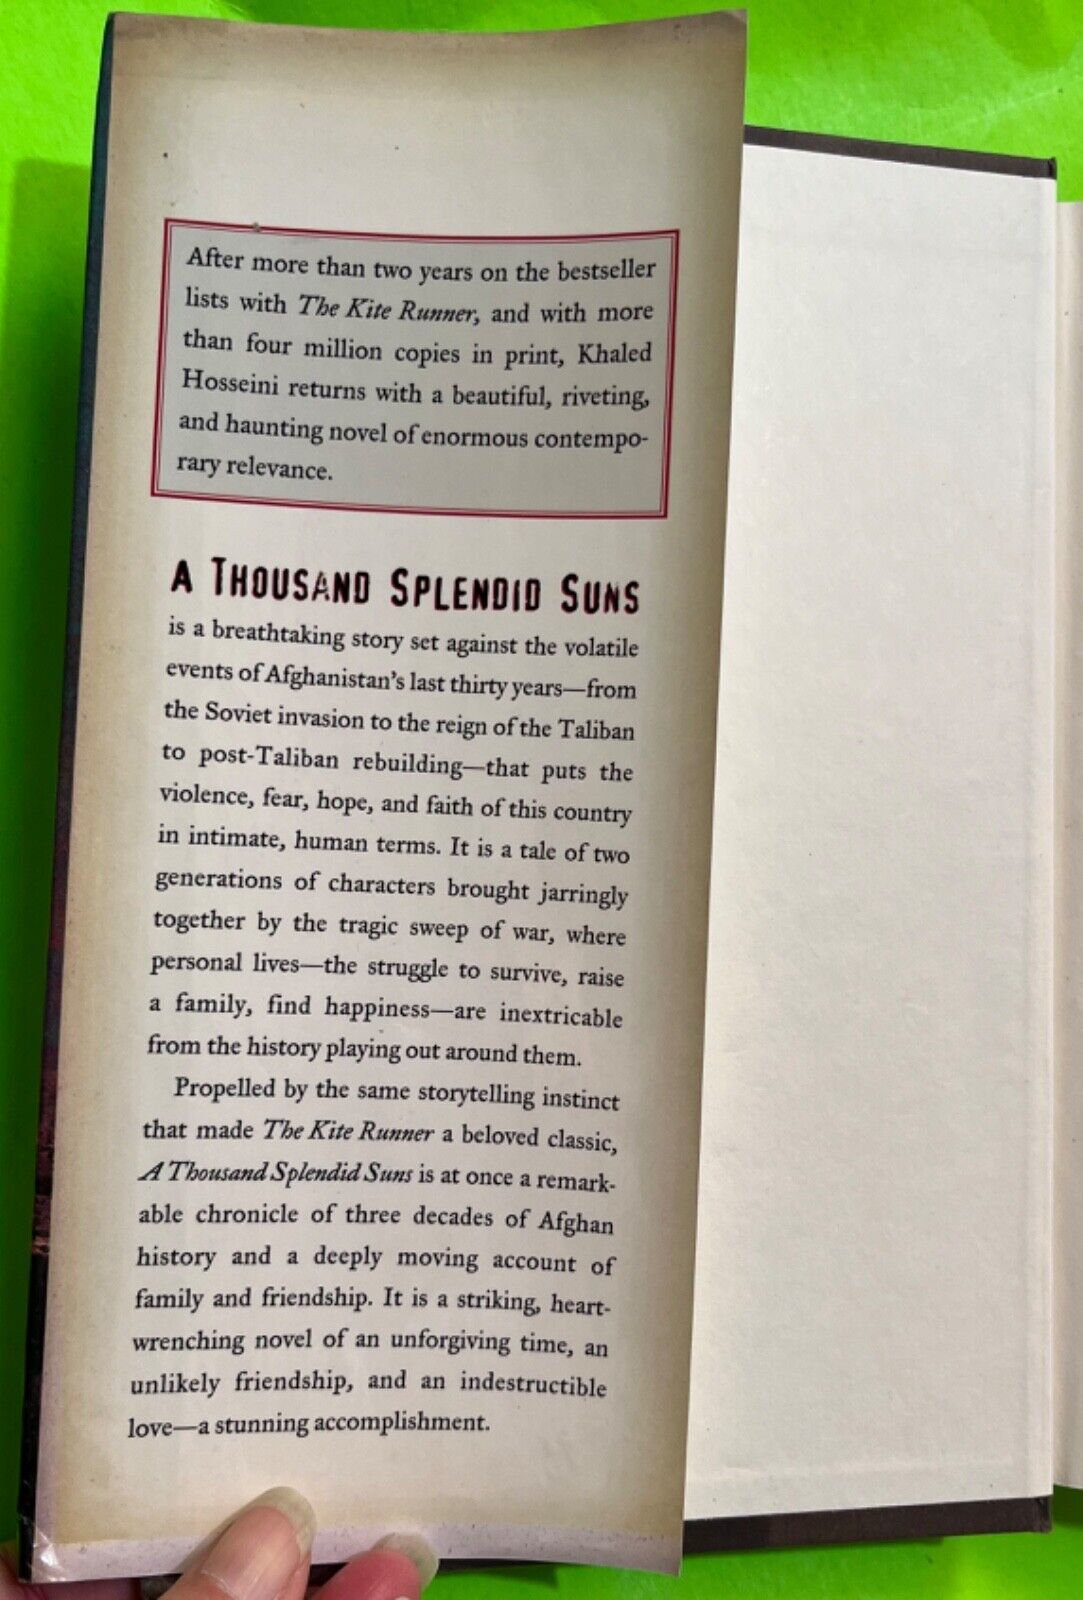 After more than two years on the bestseller
lists with The Kite Runner, and with more
than four million copies in print, Khaled
Hosseini returns with a beautiful, riveting,
and haunting novel of enormous contempo-
rary relevance.
A THOUSAND SPLENDID SUNS
is a breathtaking story set against the volatile
events of Afghanistan's last thirty years—from
the Soviet invasion to the reign of the Taliban
to post-Taliban rebuilding—that puts the
violence, fear, hope, and faith of this country
in intimate, human terms. It is a tale of two
generations of characters brought jarringly
together by the tragic sweep of war, where
personal lives—the struggle to survive, raise
a family, find happiness—are inextricable
from the history playing out around them.
Propelled by the same storytelling instinct
that made The Kite Runner a beloved classic,
A Thousand Splendid Suns is at once a remark-
able chronicle of three decades of Afghan
history and a deeply moving account of
family and friendship. It is a striking, heart-
wrenching novel of an unforgiving time, an
unlikely friendship, and an indestructible
love—a stunning accomplishment.